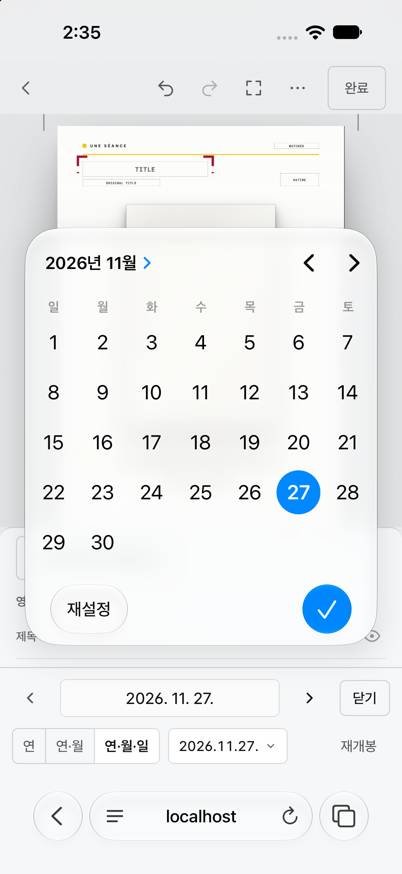 2:35
완료
UNE SÉANCE
WATCHED
TITLE
ORIGINAL TITLE
RATING
2026년 11월
일 월 화 수 목 금 토
1 2 3 4 5 6 7
8 9 10 11 12 13 14
15 16 17 18 19 20 21
22 23 24 25 26 27 28
29 30
재설정
제목
2026. 11. 27.
닫기
연 연·월 연·월·일 2026.11.27. 재개봉
localhost